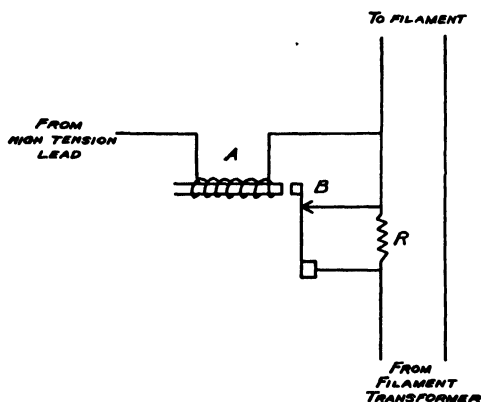 TO FILAMENT
FROM
HIGH TENSION
LEAD
A
B
R
FROM
FILAMENT
TRANSFORMER